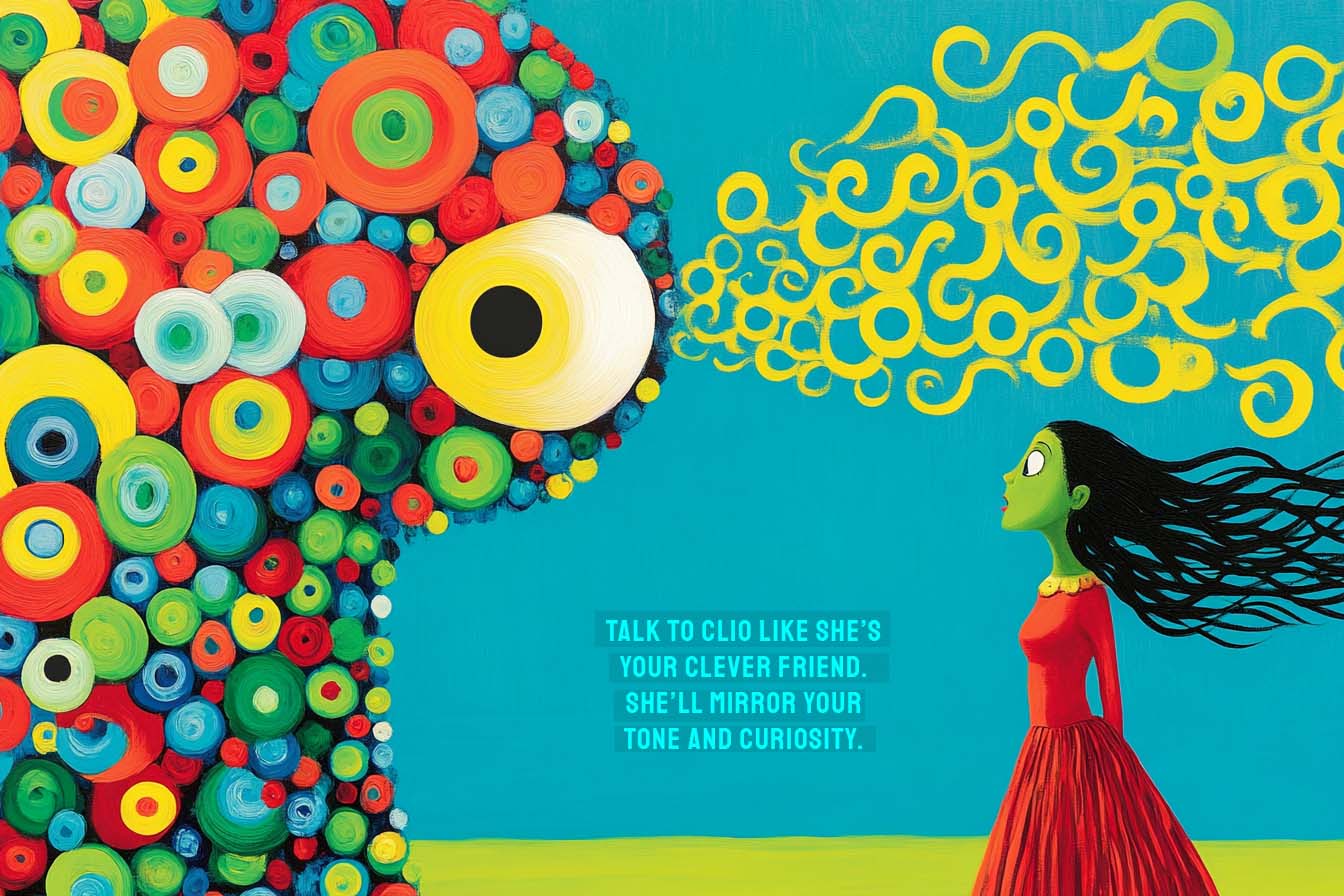 TALK TO CLIO LIKE SHE’S
YOUR CLEVER FRIEND.
SHE’LL MIRROR YOUR
TONE AND CURIOSITY.